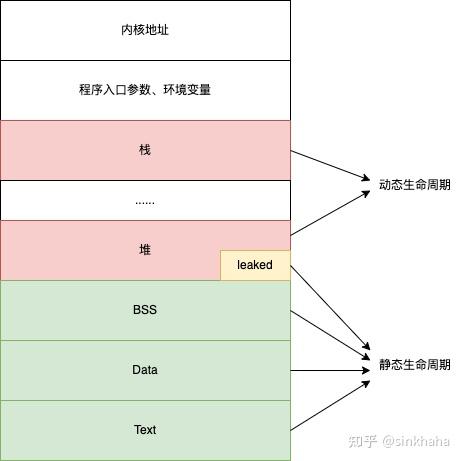 内核地址
程序入口参数、环境变量
栈
动态生命周期
......
堆
leaked
BSS
静态生命周期
Data
Text
知乎 @sinkhaha